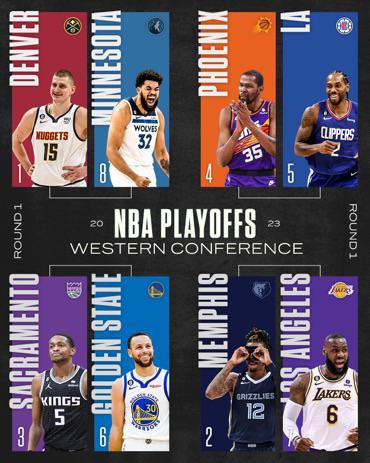 DENVER
MINNESOTA
PHOENIX
LA
NUGGETS
15
WOLVES
32
35
CLIPPERS
2
1
8
4
5
ROUND 1
20 NBA PLAYOFFS 23
WESTERN CONFERENCE
ROUND 1
SACRAMENTO
GOLDEN STATE
MEMPHIS
LOS ANGELES
LAKERS
KINGS
5
GOLDEN STATE
30
WARRIORS
GRIZZLIES
12
LAKERS
6
3
6
2